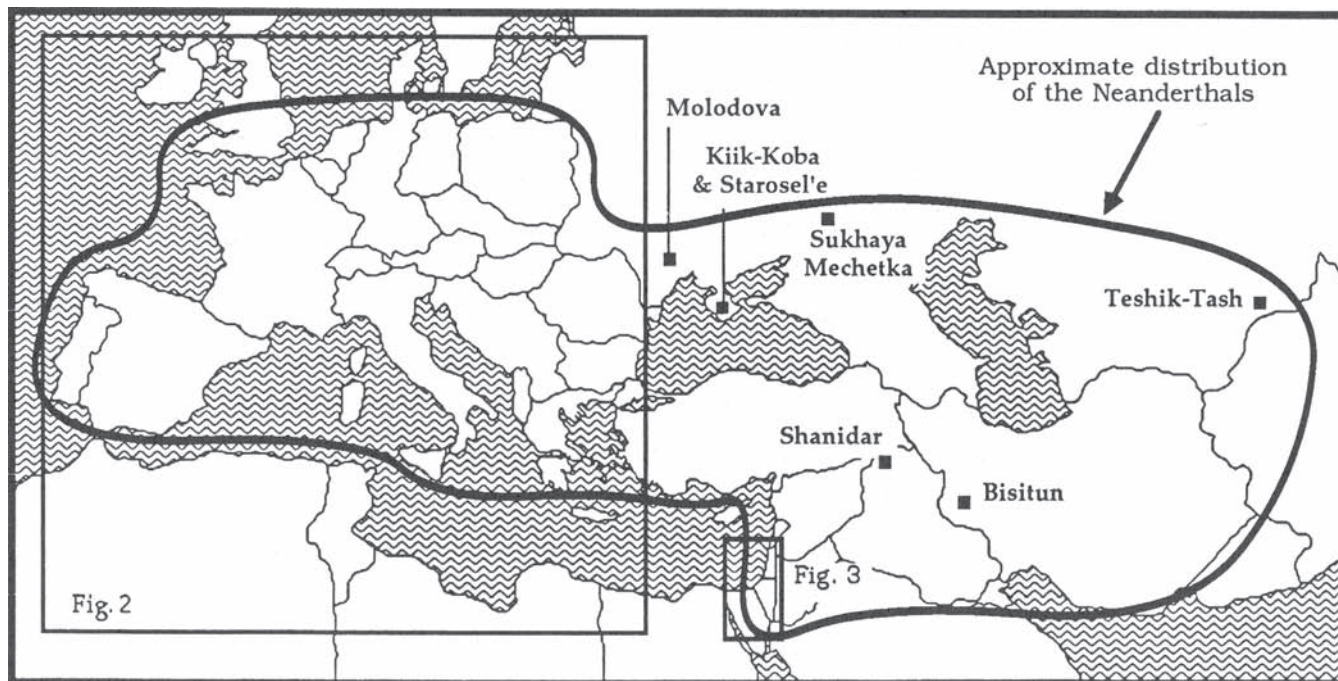 Approximate distribution
of the Neanderthals
Molodova
Kiik-Koba
& Starosel'e
Sukhaya
Mechetka
Teshik-Tash
Shanidar
Bisitun
Fig. 3
Fig. 2